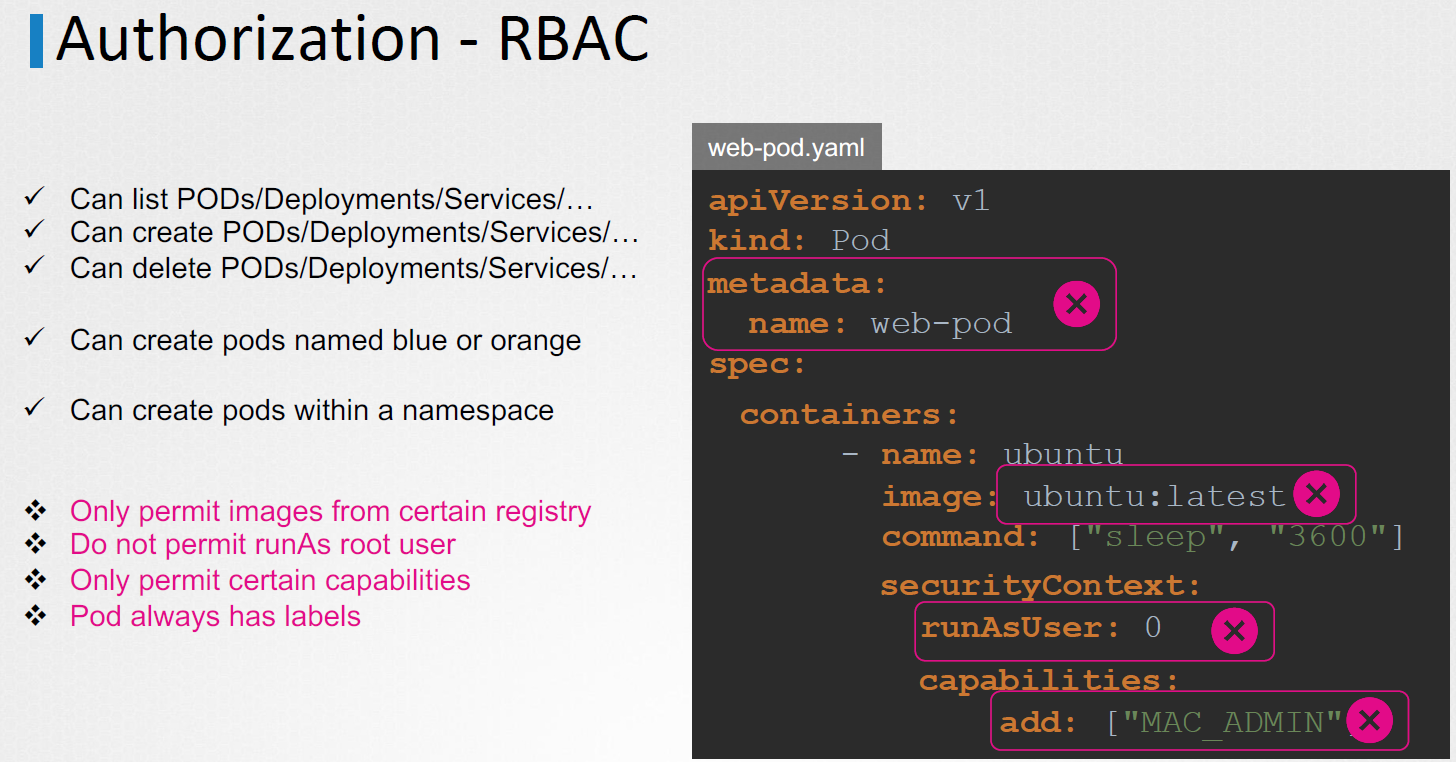 Authorization - RBAC
✓ Can list PODs/Deployments/Services/…
✓ Can create PODs/Deployments/Services/…
✓ Can delete PODs/Deployments/Services/…
✓ Can create pods named blue or orange
✓ Can create pods within a namespace
❖ Only permit images from certain registry
❖ Do not permit runAs root user
❖ Only permit certain capabilities
❖ Pod always has labels
web-pod.yaml
apiVersion: v1
kind: Pod
metadata:
name: web-pod
spec:
containers:
- name: ubuntu
image: ubuntu:latest
command: ["sleep", "3600"]
securityContext:
runAsUser: 0
capabilities:
add: ["MAC_ADMIN"